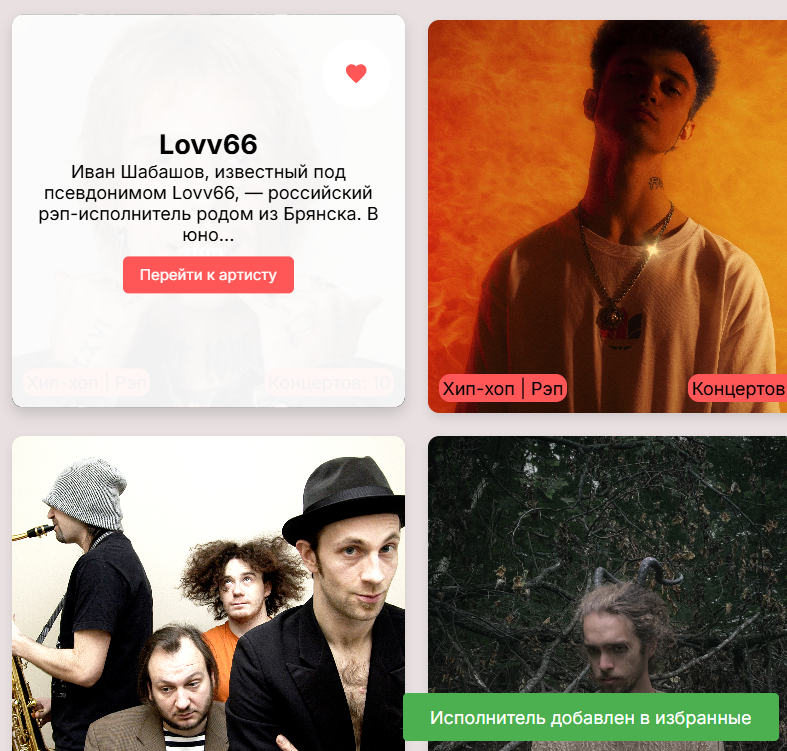 Lovv66
Иван Шабашов, известный под
псевдонимом Lovv66, — российский
рэп-исполнитель родом из Брянска. В
юно...
Перейти к артисту
Хип-хоп | Рэп
Концертов: 10
Хип-хоп | Рэп
Концертов
Исполнитель добавлен в избранные